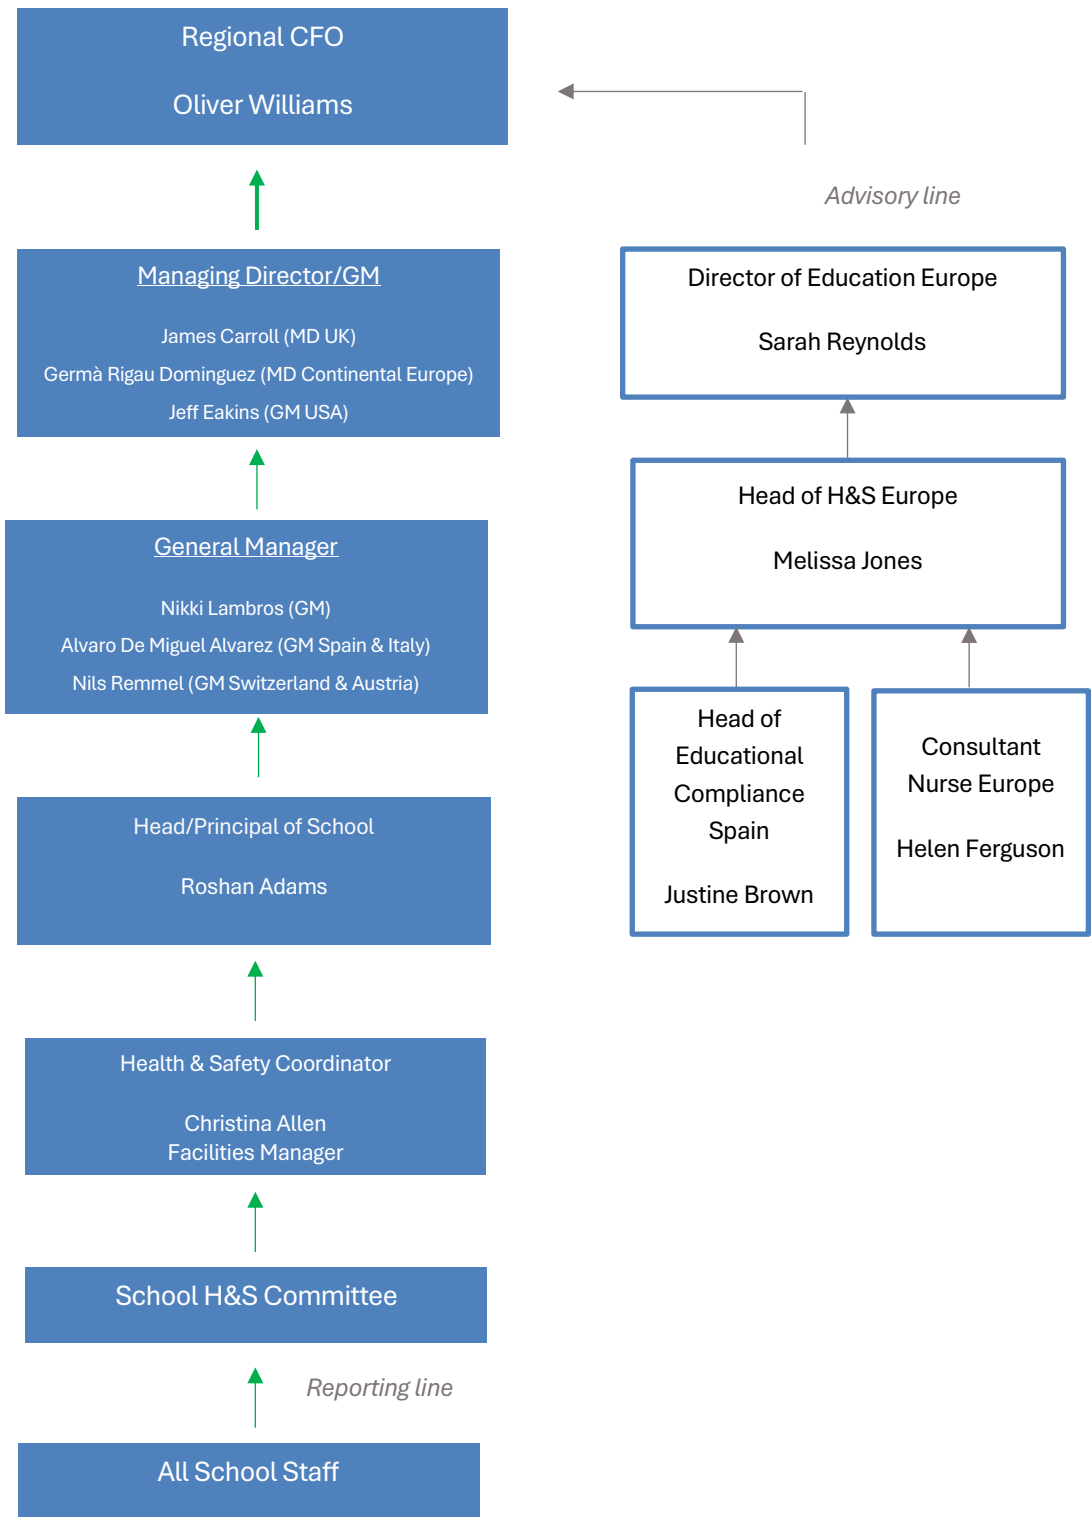 Regional CFO
Oliver Williams
Advisory line
Managing Director/GM
James Carroll (MD UK)
Germà Rigau Dominguez (MD Continental Europe)
Jeff Eakins (GM USA)
Director of Education Europe
Sarah Reynolds
General Manager
Nikki Lambros (GM)
Alvaro De Miguel Alvarez (GM Spain & Italy)
Nils Remmel (GM Switzerland & Austria)
Head of H&S Europe
Melissa Jones
Head of
Educational
Compliance
Spain
Justine Brown
Consultant
Nurse Europe
Helen Ferguson
Head/Principal of School
Roshan Adams
Health & Safety Coordinator
Christina Allen
Facilities Manager
School H&S Committee
Reporting line
All School Staff